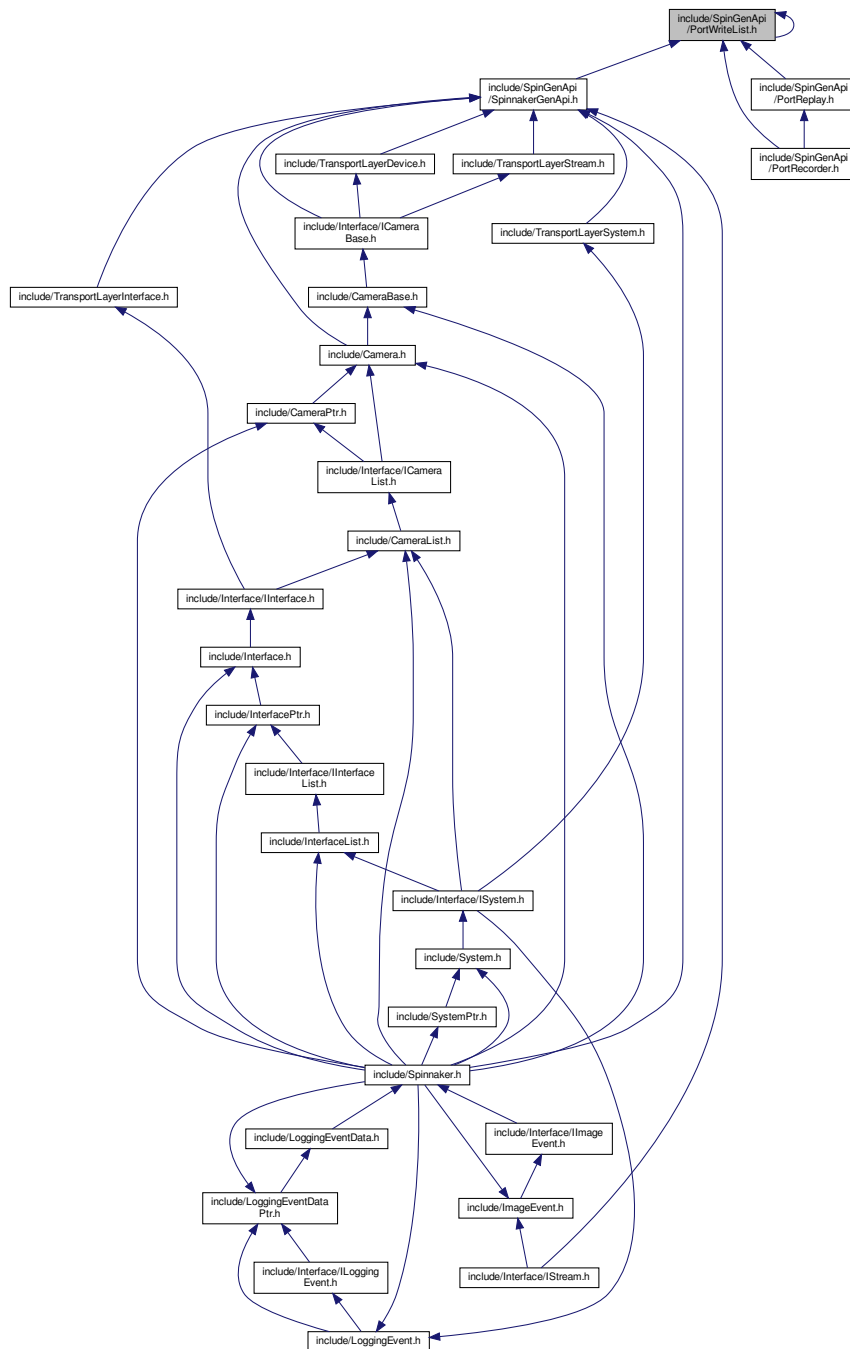 include/SpinGenApi
/PortWriteList.h
include/SpinGenApi
/SpinnakerGenApi.h
include/SpinGenApi
/PortReplay.h
include/TransportLayerDevice.h
include/TransportLayerStream.h
include/SpinGenApi
/PortRecorder.h
include/Interface/ICamera
Base.h
include/TransportLayerSystem.h
include/TransportLayerInterface.h
include/CameraBase.h
include/Camera.h
include/CameraPtr.h
include/Interface/ICamera
List.h
include/CameraList.h
include/Interface/IInterface.h
include/Interface.h
include/InterfacePtr.h
include/Interface/IInterface
List.h
include/InterfaceList.h
include/Interface/ISystem.h
include/System.h
include/SystemPtr.h
include/Spinnaker.h
include/LoggingEventData.h
include/Interface/IImage
Event.h
include/LoggingEventData
Ptr.h
include/ImageEvent.h
include/Interface/ILogging
Event.h
include/Interface/IStream.h
include/LoggingEvent.h